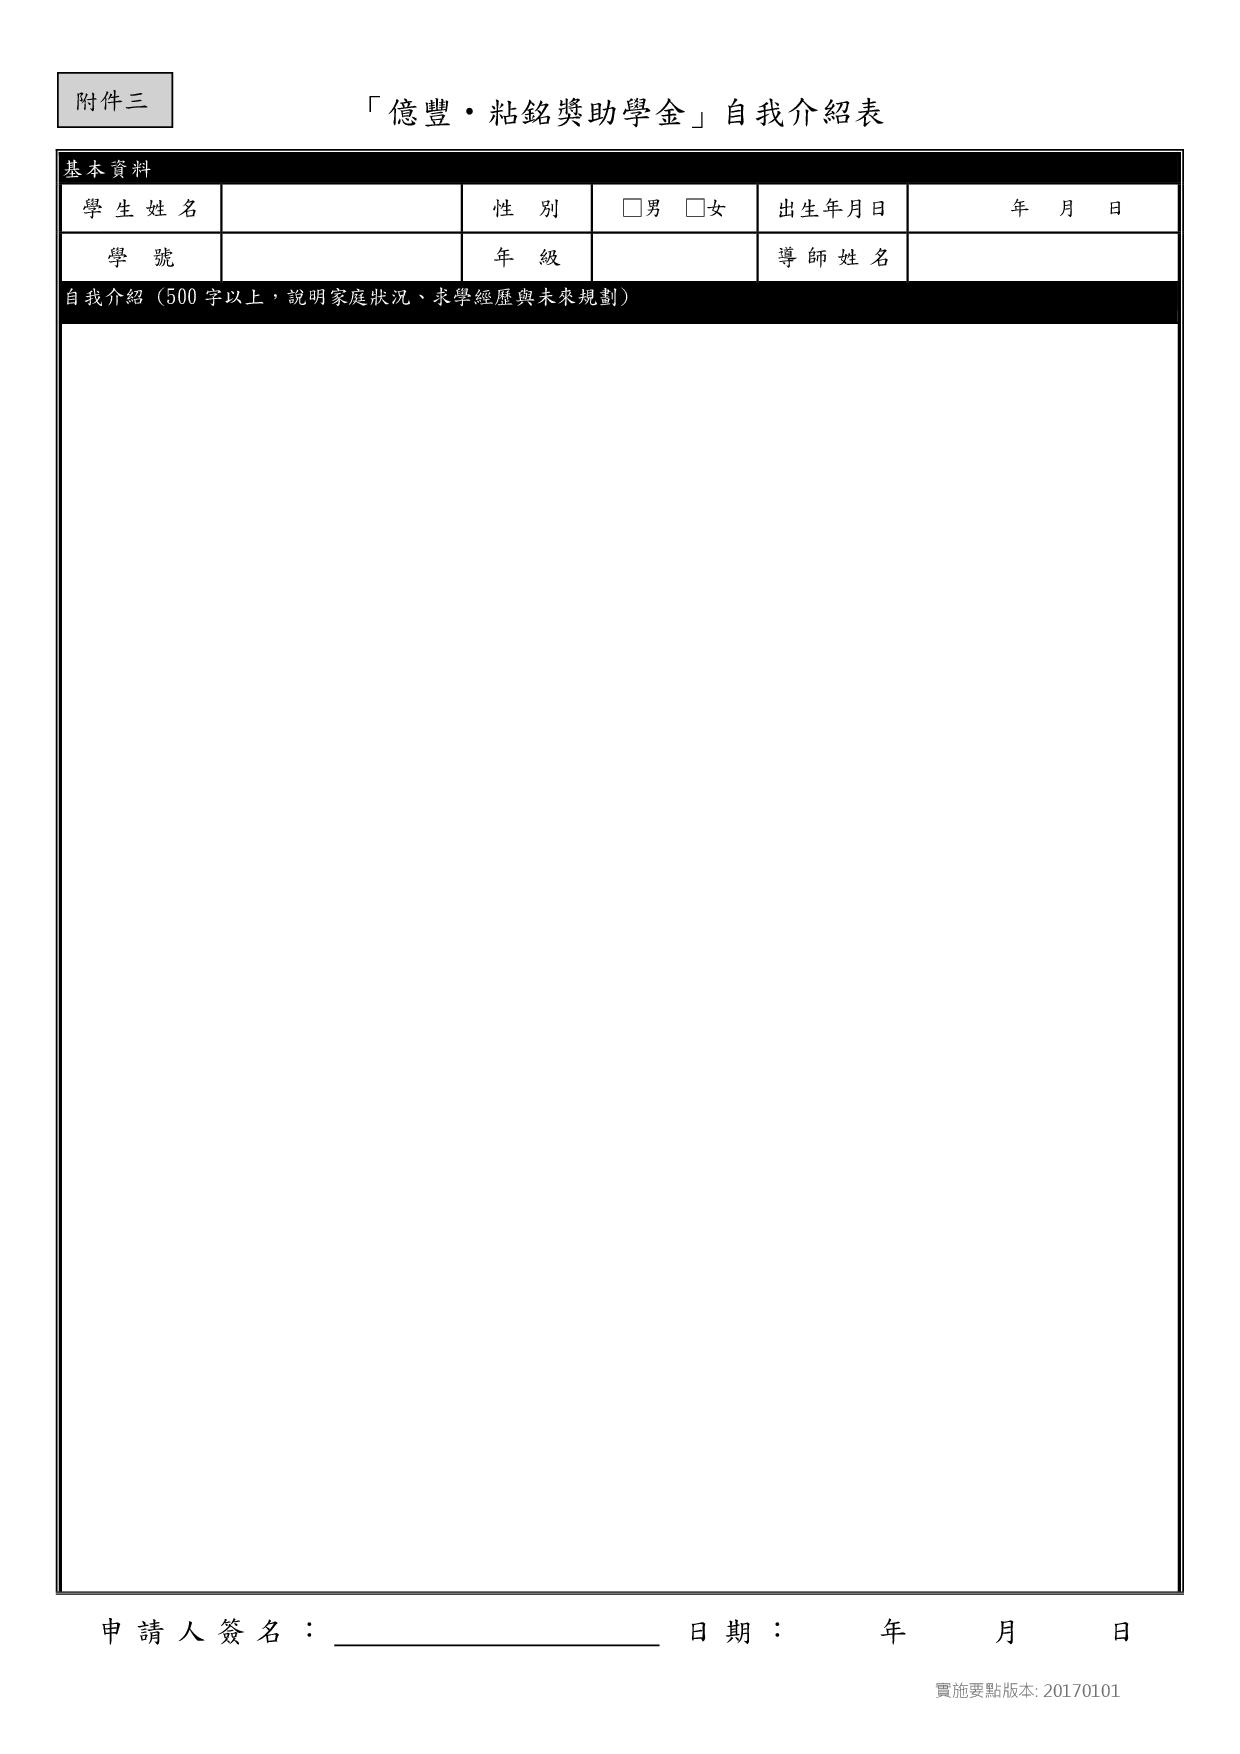 附件三
「億豐・粘銘獎助學金」自我介紹表
基本資料
學生姓名 性 別 □男 □女 出生年月日 年 月 日
學 號 年 級 導師姓名
自我介紹（500 字以上，說明家庭狀況、求學經歷與未來規劃）
申請人簽名： 日期： 年 月 日
實施要點版本: 20170101